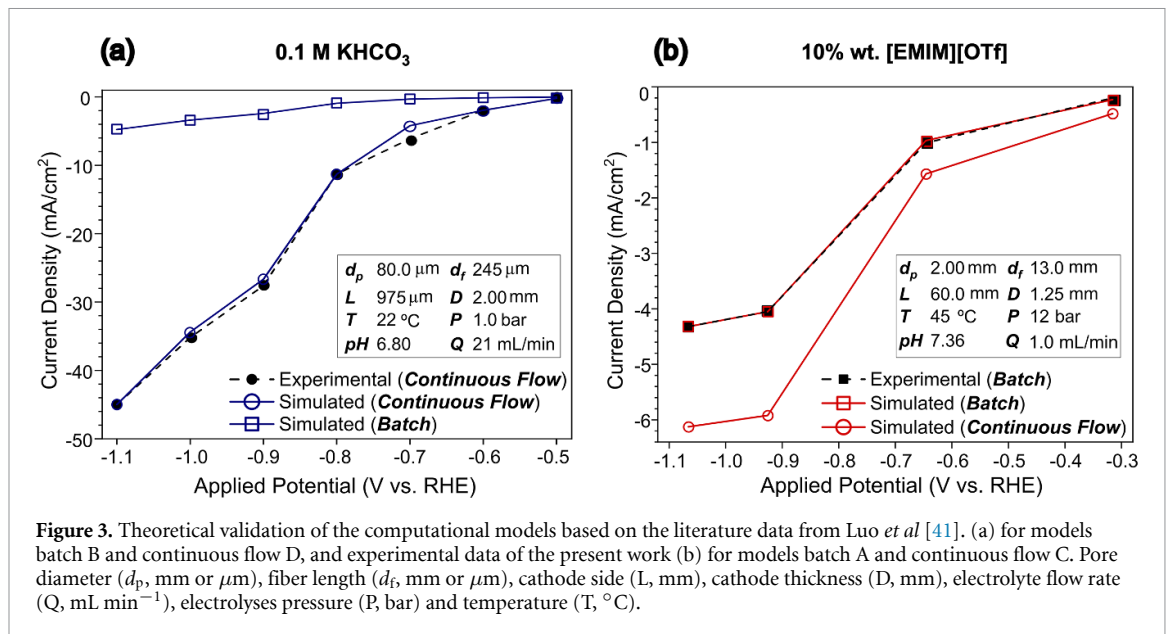 (a) 0.1 M KHCO3
Current Density (mA/cm2)
0
-10
-20
-30
-40
-50
dp 80.0 μm df 245 μm
L 975 μm D 2.00 mm
T 22 ºC P 1.0 bar
pH 6.80 Q 21 mL/min
Experimental (Continuous Flow)
Simulated (Continuous Flow)
Simulated (Batch)
-1.1 -1.0 -0.9 -0.8 -0.7 -0.6 -0.5
Applied Potential (V vs. RHE)
(b) 10% wt. [EMIM][OTf]
Current Density (mA/cm2)
0
-1
-2
-3
-4
-5
-6
dp 2.00 mm df 13.0 mm
L 60.0 mm D 1.25 mm
T 45 ºC P 12 bar
pH 7.36 Q 1.0 mL/min
Experimental (Batch)
Simulated (Batch)
Simulated (Continuous Flow)
-1.1 -1.0 -0.9 -0.8 -0.7 -0.6 -0.5 -0.4 -0.3
Applied Potential (V vs. RHE)
Figure 3. Theoretical validation of the computational models based on the literature data from Luo et al [41]. (a) for models
batch B and continuous flow D, and experimental data of the present work (b) for models batch A and continuous flow C. Pore
diameter (dp, mm or μm), fiber length (df, mm or μm), cathode side (L, mm), cathode thickness (D, mm), electrolyte flow rate
(Q, mL min−1), electrolyses pressure (P, bar) and temperature (T, °C).